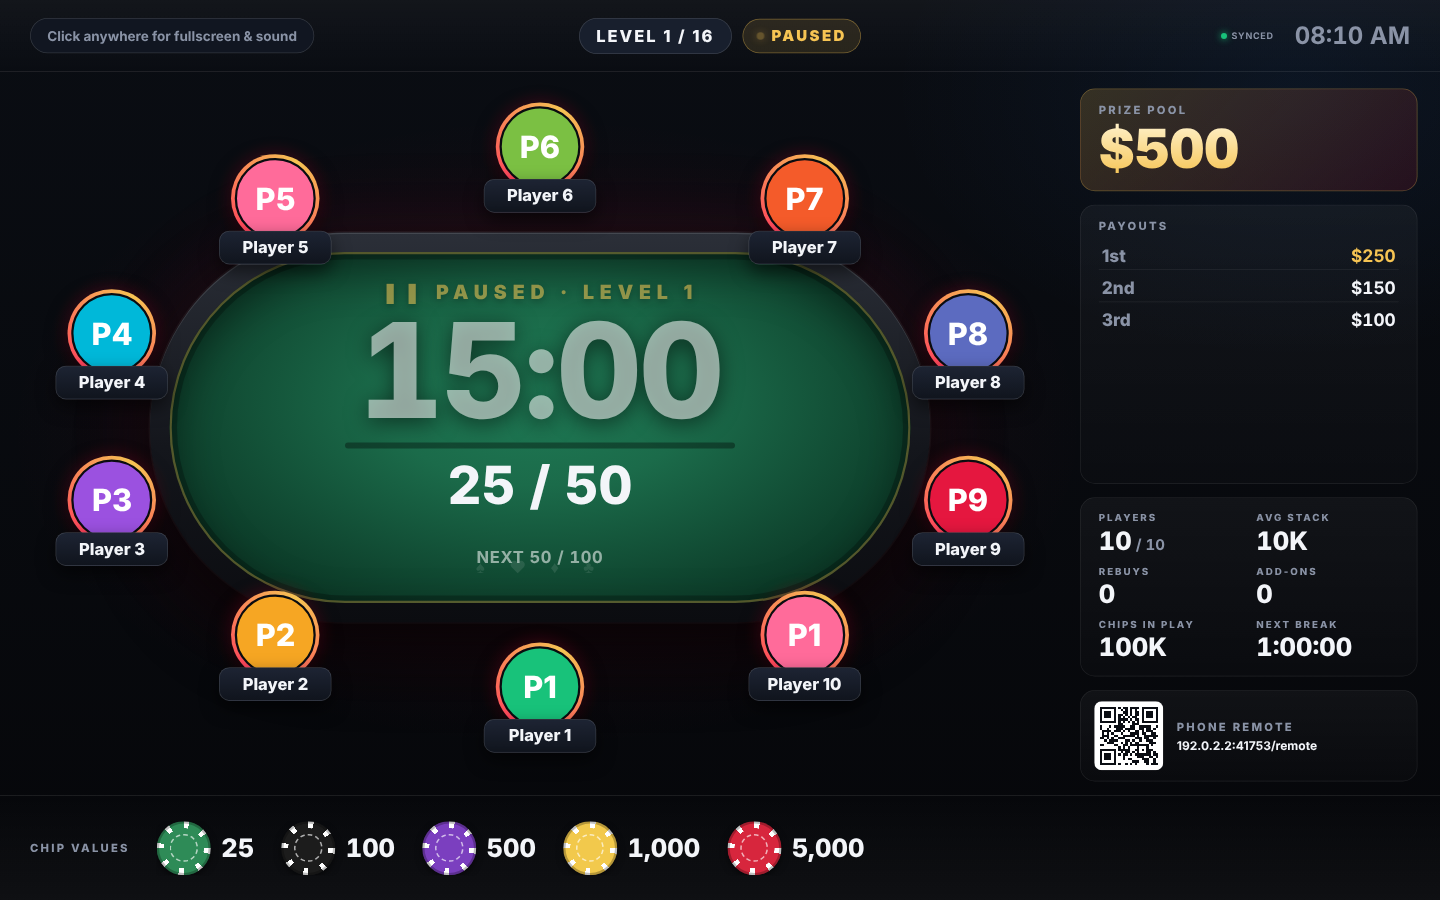 Click anywhere for fullscreen & sound
LEVEL 1 / 16
PAUSED
SYNCED
08:10 AM
P6
Player 6
P5
Player 5
P7
Player 7
P4
Player 4
P8
Player 8
P3
Player 3
P9
Player 9
P2
Player 2
P1
Player 10
P1
Player 1
PAUSED · LEVEL 1
15:00
25 / 50
NEXT 50 / 100
PRIZE POOL
$500
PAYOUTS
1st $250
2nd $150
3rd $100
PLAYERS
10 / 10
AVG STACK
10K
REBUYS
0
ADD-ONS
0
CHIPS IN PLAY
100K
NEXT BREAK
1:00:00
PHONE REMOTE
192.0.2.2:41753/remote
CHIP VALUES
25
100
500
1,000
5,000